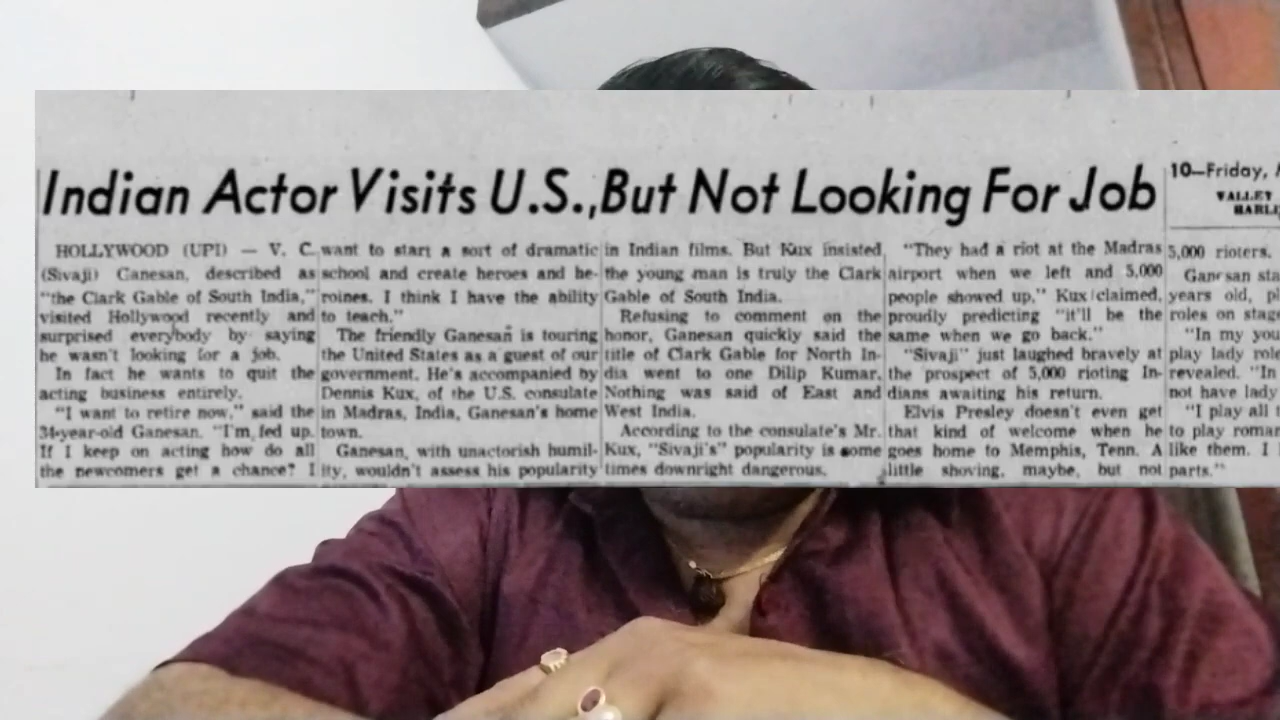 Indian Actor Visits U.S., But Not Looking For Job
HOLLYWOOD (UPI) — V. C.
(Sivaji) Ganesan, described as
"the Clark Gable of South India,"
visited Hollywood recently and
surprised everybody by saying
he wasn't looking for a job.
In fact he wants to quit the
acting business entirely.
"I want to retire now," said the
34-year-old Ganesan. "I'm fed up.
If I keep on acting how do all
the newcomers get a chance? I
want to start a sort of dramatic
school and create heroes and he-
roines. I think I have the ability
to teach."
The friendly Ganesan is touring
the United States as a guest of our
government. He's accompanied by
Dennis Kux, of the U.S. consulate
in Madras, India, Ganesan's home
town.
Ganesan, with unactorish humil-
ity, wouldn't assess his popularity
in Indian films. But Kux insisted
the young man is truly the Clark
Gable of South India.
Refusing to comment on the
honor, Ganesan quickly said the
title of Clark Gable for North In-
dia went to one Dilip Kumar.
Nothing was said of East and
West India.
According to the consulate's Mr.
Kux, "Sivaji's" popularity is some
times downright dangerous.
"They had a riot at the Madras
airport when we left and 5,000
people showed up," Kux claimed,
proudly predicting "it'll be the
same when we go back."
"Sivaji" just laughed bravely at
the prospect of 5,000 rioting In-
dians awaiting his return.
Elvis Presley doesn't even get
that kind of welcome when he
goes home to Memphis, Tenn. A
little shoving, maybe, but not
10—Friday,
VALLEY
5,000 rioters.
Ganesan
years old,
roles on
"In my
play lady
revealed. "In
not have lady
"I play all
to play
like them. I
parts."